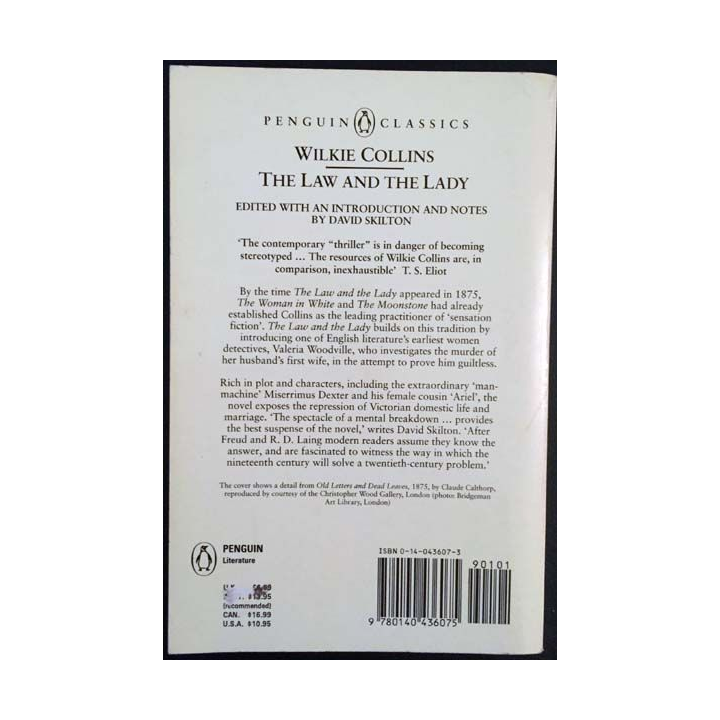 PENGUIN CLASSICS
WILKIE COLLINS
THE LAW AND THE LADY
EDITED WITH AN INTRODUCTION AND NOTES
BY DAVID SKILTON
'The contemporary "thriller" is in danger of becoming
stereotyped ... The resources of Wilkie Collins are, in
comparison, inexhaustible' T. S. Eliot
By the time The Law and the Lady appeared in 1875,
The Woman in White and The Moonstone had already
established Collins as the leading practitioner of 'sensation
fiction'. The Law and the Lady builds on this tradition by
introducing one of English literature's earliest women
detectives, Valeria Woodville, who investigates the murder of
her husband's first wife, in the attempt to prove him guiltless.
Rich in plot and characters, including the extraordinary 'man-
machine' Miserrimus Dexter and his female cousin 'Ariel', the
novel exposes the repression of Victorian domestic life and
marriage. 'The spectacle of a mental breakdown ... provides
the best suspense of the novel,' writes David Skilton. 'After
Freud and R. D. Laing modern readers assume they know the
answer, and are fascinated to witness the way in which the
nineteenth century will solve a twentieth-century problem.'
The cover shows a detail from Old Letters and Dead Leaves, 1875, by Claude Calthorp,
reproduced by courtesy of the Christopher Wood Gallery, London (photo: Bridgeman
Art Library, London)
PENGUIN
Literature
(recommended)
CAN. $16.99
U.S.A. $10.95
ISBN 0-14-043607-3
90101
9 780140 436075